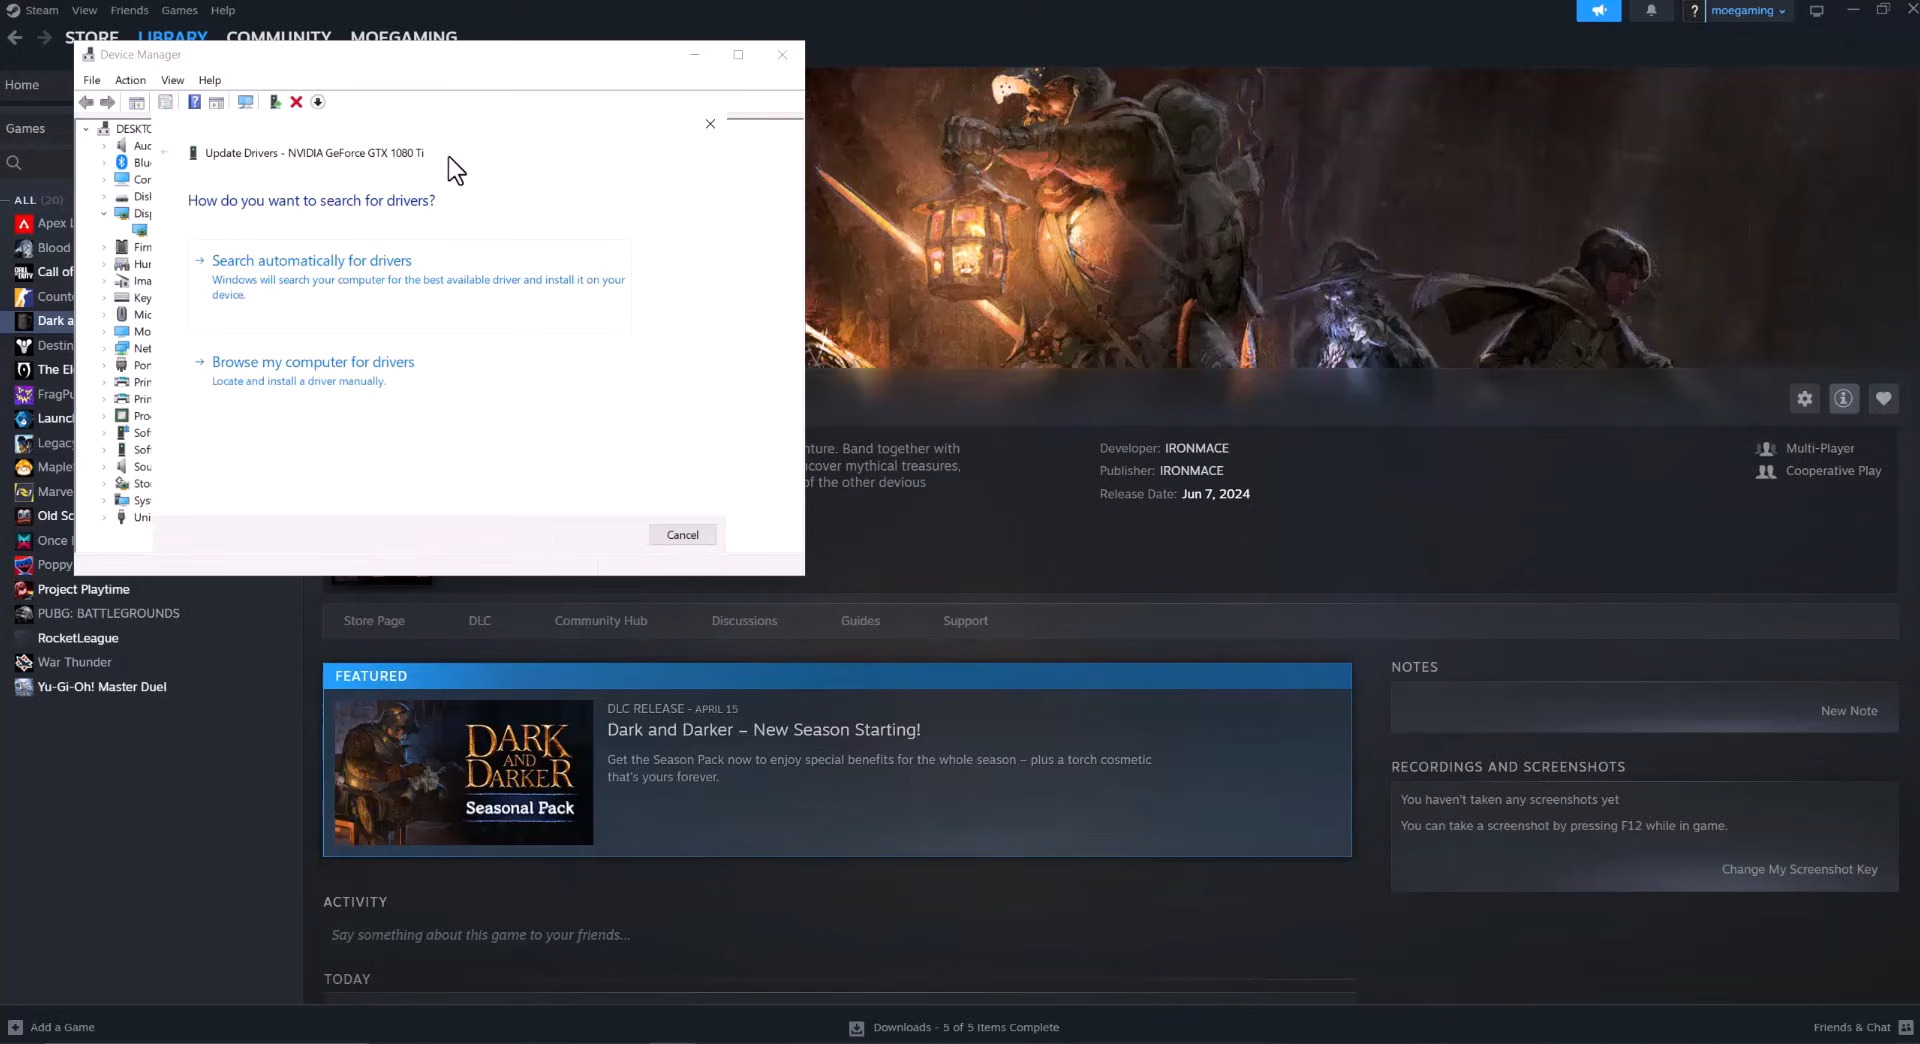 Steam View Friends Games Help
moegaming
STORE LIBRARY COMMUNITY MOEGAMING
Home
Games
ALL (20)
Apex L
Blood
Call of
Count
Dark a
Destin
The El
FragPu
Launc
Legac
Maple
Marve
Old Sc
Once
Poppy
Project Playtime
PUBG: BATTLEGROUNDS
RocketLeague
War Thunder
Yu-Gi-Oh! Master Duel
Device Manager
File Action View Help
DESKTO
Aud
Blu
Cor
Disk
Disp
Firn
Hur
Ima
Key
Mic
Mo
Net
Por
Prin
Prin
Pro
Soft
Soft
Sou
Stor
Syst
Uni
Update Drivers - NVIDIA GeForce GTX 1080 Ti
How do you want to search for drivers?
Search automatically for drivers
Windows will search your computer for the best available driver and install it on your
device.
Browse my computer for drivers
Locate and install a driver manually.
Cancel
nture. Band together with
ncover mythical treasures,
of the other devious
Developer: IRONMACE
Publisher: IRONMACE
Release Date: Jun 7, 2024
Multi-Player
Cooperative Play
Store Page DLC Community Hub Discussions Guides Support
FEATURED
DARK
AND
DARKER
Seasonal Pack
DLC RELEASE - APRIL 15
Dark and Darker – New Season Starting!
Get the Season Pack now to enjoy special benefits for the whole season – plus a torch cosmetic
that's yours forever.
NOTES
New Note
RECORDINGS AND SCREENSHOTS
You haven't taken any screenshots yet
You can take a screenshot by pressing F12 while in game.
Change My Screenshot Key
ACTIVITY
Say something about this game to your friends...
TODAY
Add a Game
Downloads - 5 of 5 Items Complete
Friends & Chat